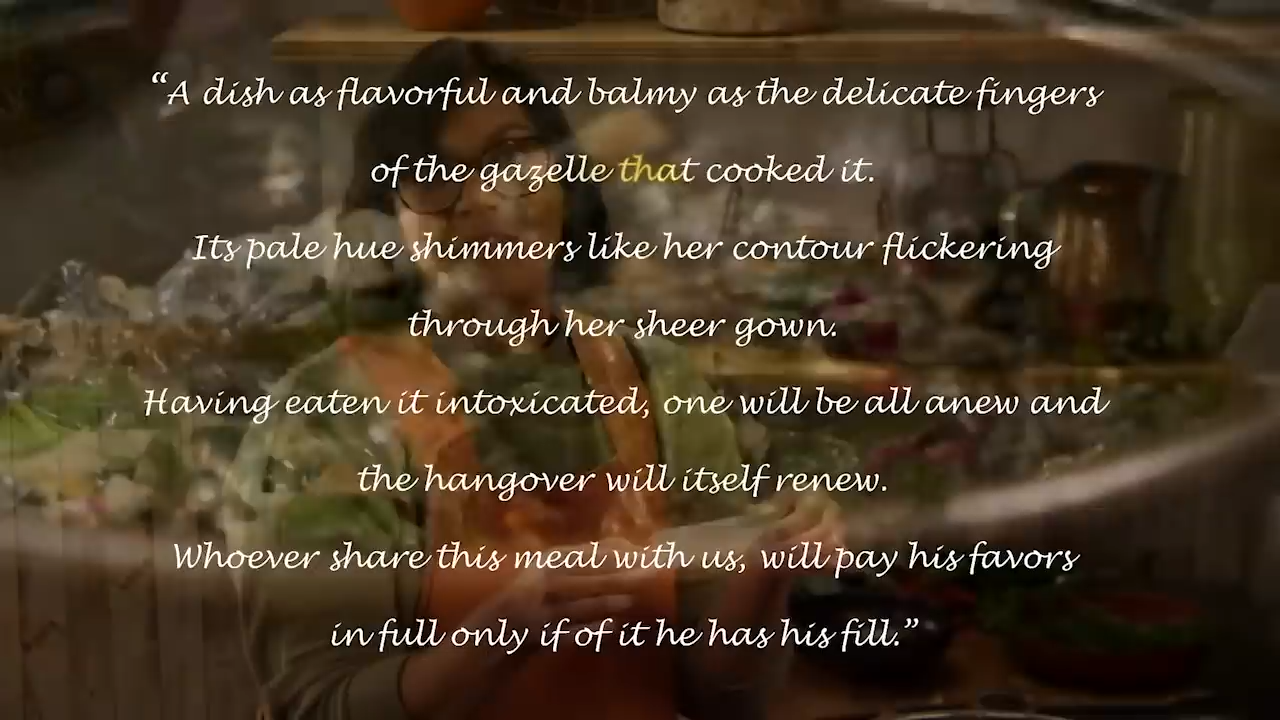 “A dish as flavorful and balmy as the delicate fingers
of the gazelle that cooked it.
Its pale hue shimmers like her contour flickering
through her sheer gown.
Having eaten it intoxicated, one will be all anew and
the hangover will itself renew.
Whoever share this meal with us, will pay his favors
in full only if of it he has his fill.”